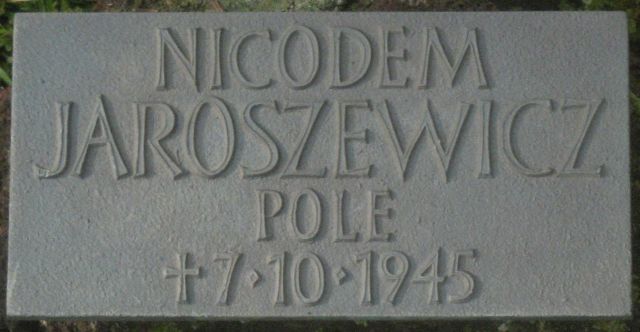 NICODEM
JAROSZEWICZ
POLE
+ 7·10·1945